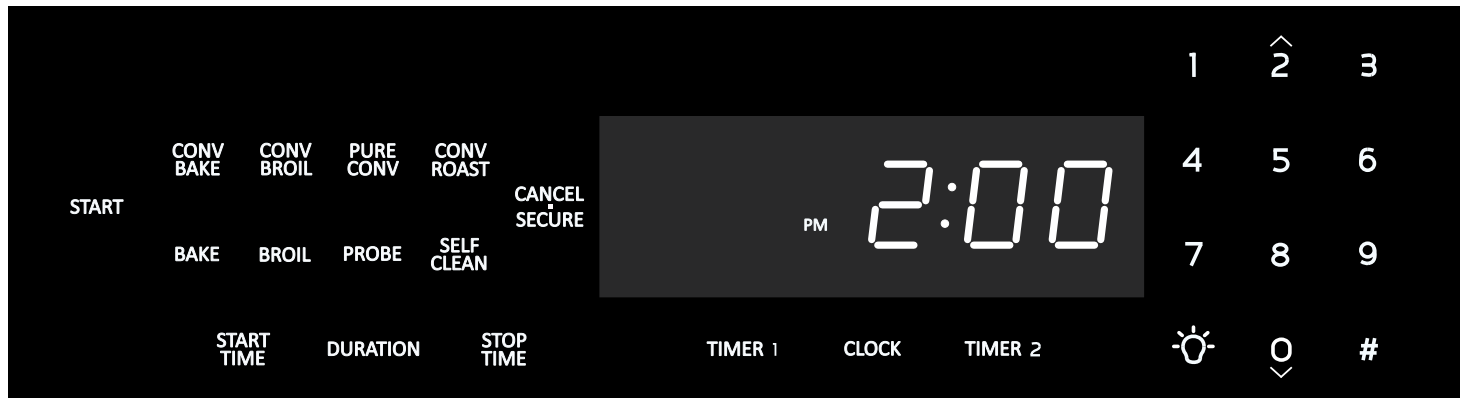 1 2 3
CONV BAKE
CONV BROIL
PURE CONV
CONV ROAST
4 5 6
START
CANCEL
SECURE
PM 2:00
BAKE
BROIL
PROBE
SELF CLEAN
7 8 9
START TIME
DURATION
STOP TIME
TIMER 1
CLOCK
TIMER 2
0 #